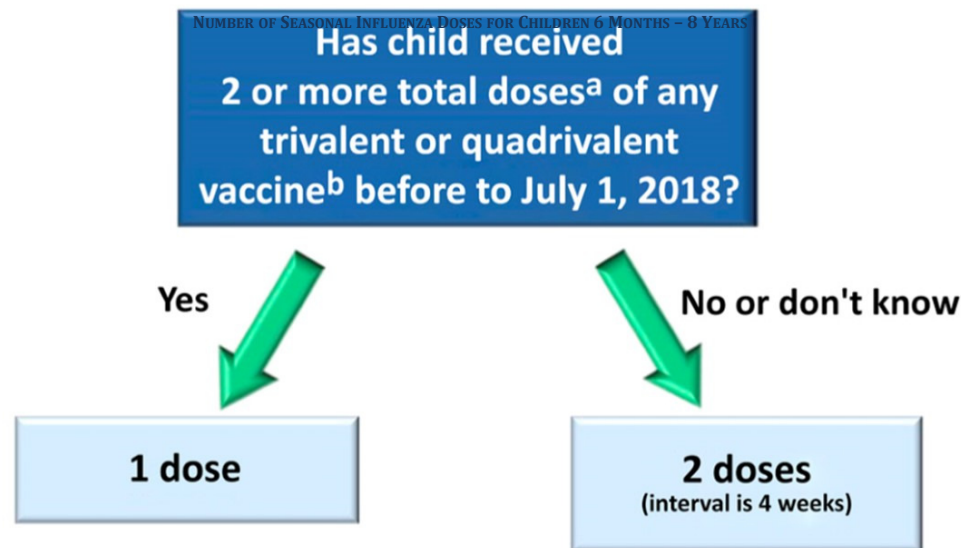 NUMBER OF SEASONAL INFLUENZA DOSES FOR CHILDREN 6 MONTHS – 8 YEARS
Has child received
2 or more total dosesᵃ of any
trivalent or quadrivalent
vaccineᵇ before to July 1, 2018?
Yes
No or don't know
1 dose
2 doses
(interval is 4 weeks)